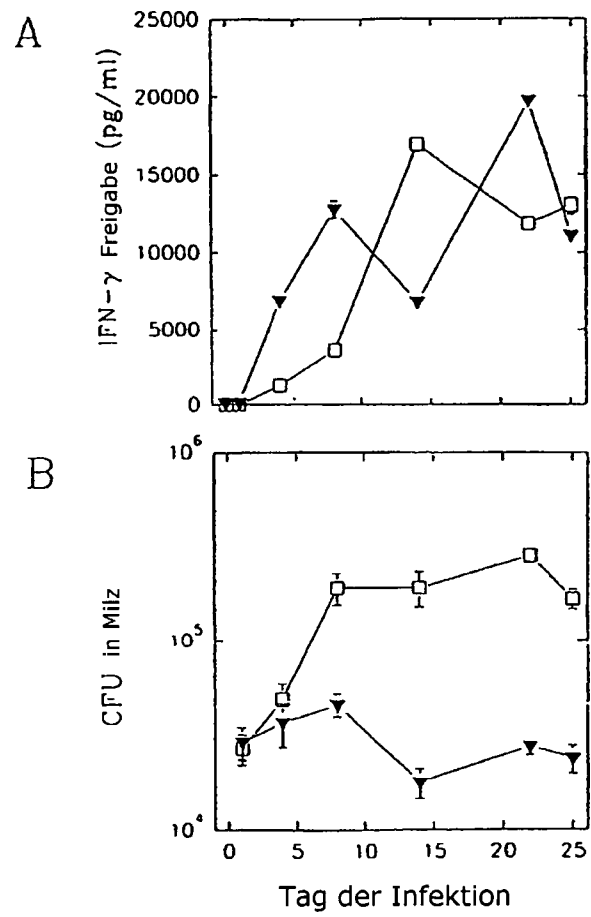 A
25000
20000
15000
10000
5000
0
IFN-γ Freigabe (pg/ml)
B
10⁶
10⁵
10⁴
CFU in Milz
0 5 10 15 20 25
Tag der Infektion